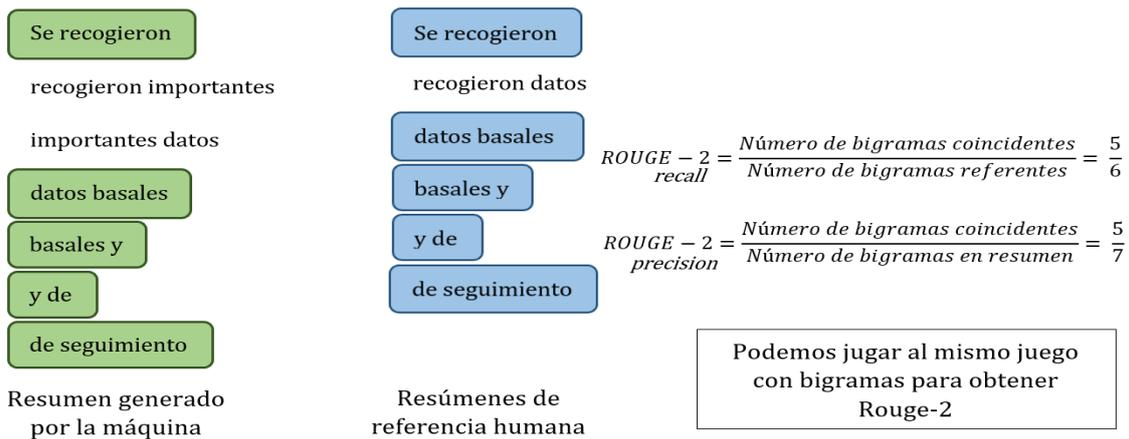 Se recogieron
recogieron importantes
importantes datos
datos basales
basales y
y de
de seguimiento
Resumen generado
por la máquina
Se recogieron
recogieron datos
datos basales
basales y
y de
de seguimiento
Resúmenes de
referencia humana
ROUGE − 2 = Número de bigramas coincidentes / Número de bigramas referentes = 5/6
recall
ROUGE − 2 = Número de bigramas coincidentes / Número de bigramas en resumen = 5/7
precision
Podemos jugar al mismo juego
con bigramas para obtener
Rouge-2